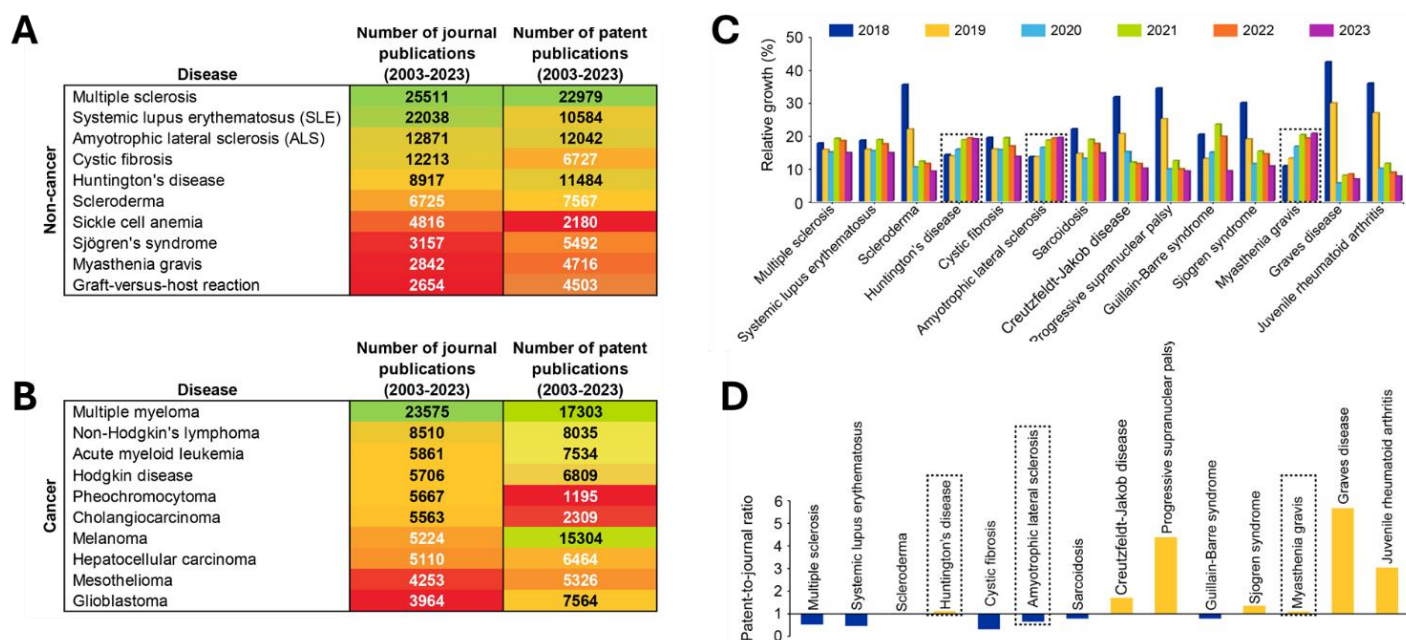 A
Number of journal publications (2003-2023)
Number of patent publications (2003-2023)
Disease
Non-cancer
Multiple sclerosis 25511 22979
Systemic lupus erythematosus (SLE) 22038 10584
Amyotrophic lateral sclerosis (ALS) 12871 12042
Cystic fibrosis 12213 6727
Huntington's disease 8917 11484
Scleroderma 6725 7567
Sickle cell anemia 4816 2180
Sjögren's syndrome 3157 5492
Myasthenia gravis 2842 4716
Graft-versus-host reaction 2654 4503
B
Number of journal publications (2003-2023)
Number of patent publications (2003-2023)
Disease
Cancer
Multiple myeloma 23575 17303
Non-Hodgkin's lymphoma 8510 8035
Acute myeloid leukemia 5861 7534
Hodgkin disease 5706 6809
Pheochromocytoma 5667 1195
Cholangiocarcinoma 5563 2309
Melanoma 5224 15304
Hepatocellular carcinoma 5110 6464
Mesothelioma 4253 5326
Glioblastoma 3964 7564
C
2018 2019 2020 2021 2022 2023
Relative growth (%)
50
40
30
20
10
0
Multiple sclerosis
Systemic lupus erythematosus
Scleroderma
Huntington's disease
Cystic fibrosis
Amyotrophic lateral sclerosis
Sarcoidosis
Creutzfeldt-Jakob disease
Progressive supranuclear palsy
Guillain-Barre syndrome
Sjogren syndrome
Myasthenia gravis
Graves disease
Juvenile rheumatoid arthritis
D
Patent-to-journal ratio
6
5
4
3
2
1
0
Multiple sclerosis
Systemic lupus erythematosus
Scleroderma
Huntington's disease
Cystic fibrosis
Amyotrophic lateral sclerosis
Sarcoidosis
Creutzfeldt-Jakob disease
Progressive supranuclear palsy
Guillain-Barre syndrome
Sjogren syndrome
Myasthenia gravis
Graves disease
Juvenile rheumatoid arthritis